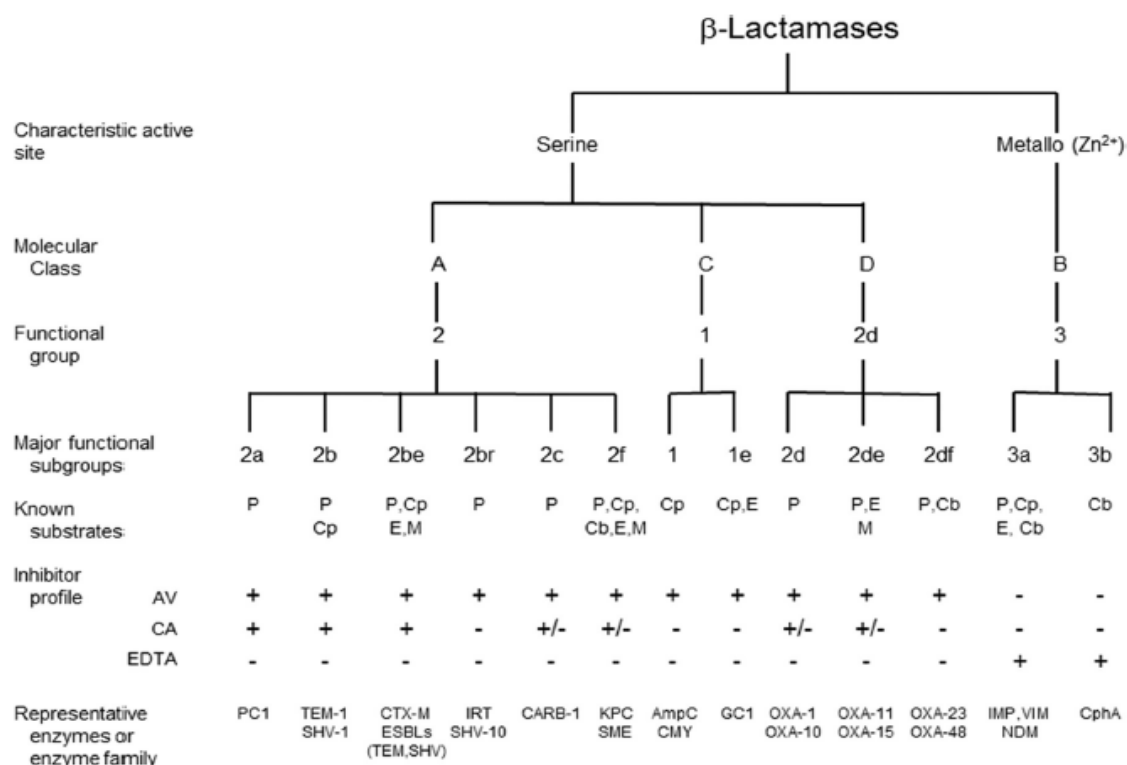 β-Lactamases
Characteristic active
site
Serine
Metallo (Zn²⁺)
Molecular
Class
A C D B
Functional
group
2 1 2d 3
Major functional
subgroups:
2a 2b 2be 2br 2c 2f 1 1e 2d 2de 2df 3a 3b
Known
substrates:
P P P,Cp P P P,Cp, Cp Cp,E P P,E P,Cb P,Cp, Cb
Cp E,M Cb,E,M M E, Cb
Inhibitor
profile
AV + + + + + + + + + + + - -
CA + + + - +/- +/- - - +/- +/- - - -
EDTA - - - - - - - - - - - + +
Representative
enzymes or
enzyme family
PC1 TEM-1 CTX-M IRT CARB-1 KPC AmpC GC1 OXA-1 OXA-11 OXA-23 IMP,VIM CphA
SHV-1 ESBLs SHV-10 SME CMY OXA-10 OXA-15 OXA-48 NDM
(TEM,SHV)